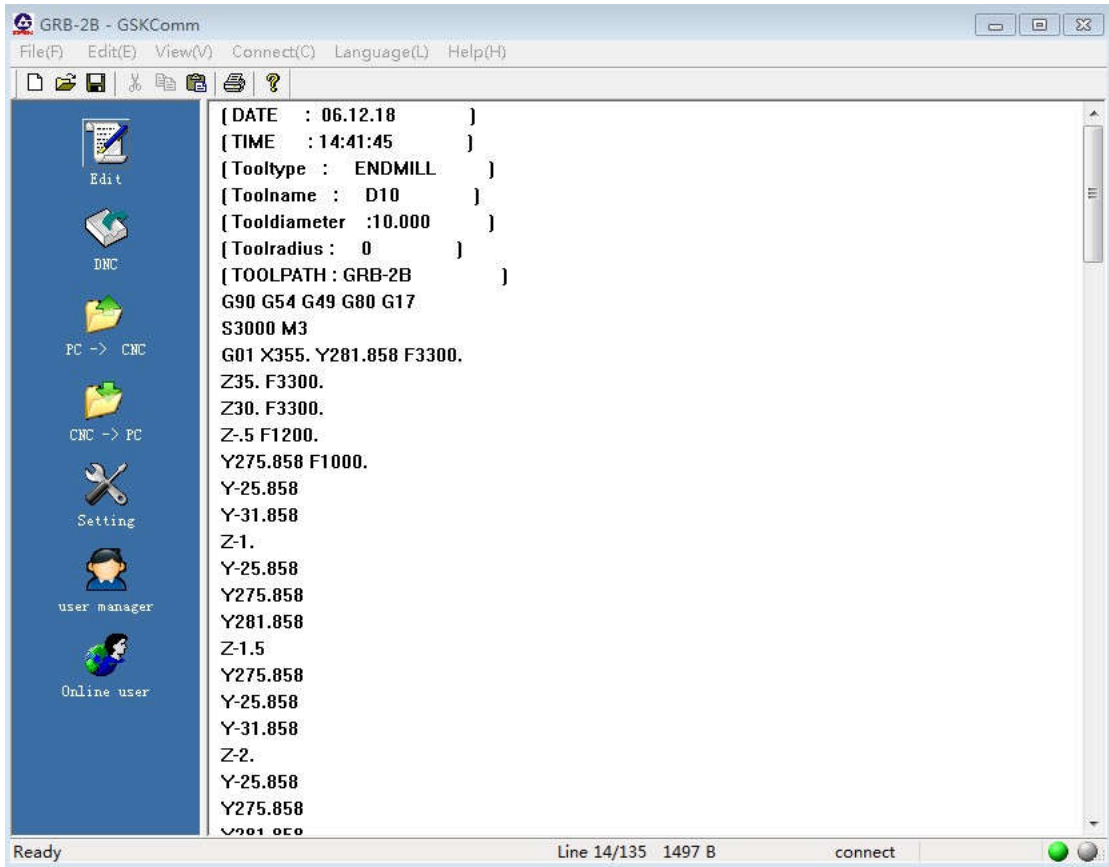 GRB-2B - GSKComm
File(F) Edit(E) View(V) Connect(C) Language(L) Help(H)
Edit
DNC
PC -> CNC
CNC -> PC
Setting
user manager
Online user
(DATE : 06.12.18 )
(TIME : 14:41:45 )
(Tooltype : ENDMILL )
(Toolname : D10 )
(Tooldiameter :10.000 )
(Toolradius : 0 )
(TOOLPATH : GRB-2B )
G90 G54 G49 G80 G17
S3000 M3
G01 X355. Y281.858 F3300.
Z35. F3300.
Z30. F3300.
Z-.5 F1200.
Y275.858 F1000.
Y-25.858
Y-31.858
Z-1.
Y-25.858
Y275.858
Y281.858
Z-1.5
Y275.858
Y-25.858
Y-31.858
Z-2.
Y-25.858
Y275.858
Y281.858
Ready Line 14/135 1497 B connect